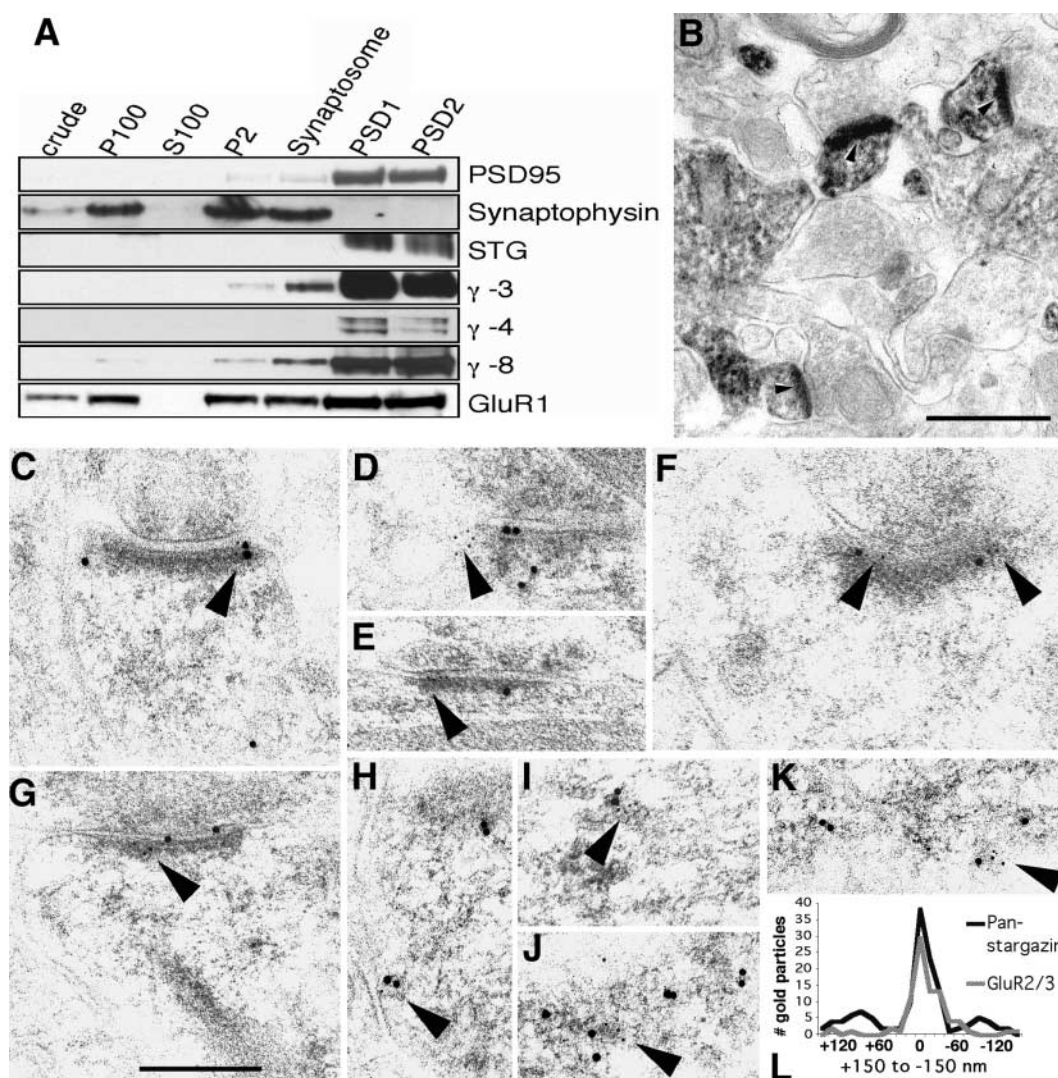 A
crude
P100
S100
P2
Synaptosome
PSD1
PSD2
PSD95
Synaptophysin
STG
γ -3
γ -4
γ -8
GluR1
B
C
D
E
F
G
H
I
J
K
# gold particles
40
35
30
25
20
15
10
5
0
Pan-
stargazin
GluR2/3
+120 +60 0 -60 -120
L +150 to -150 nm